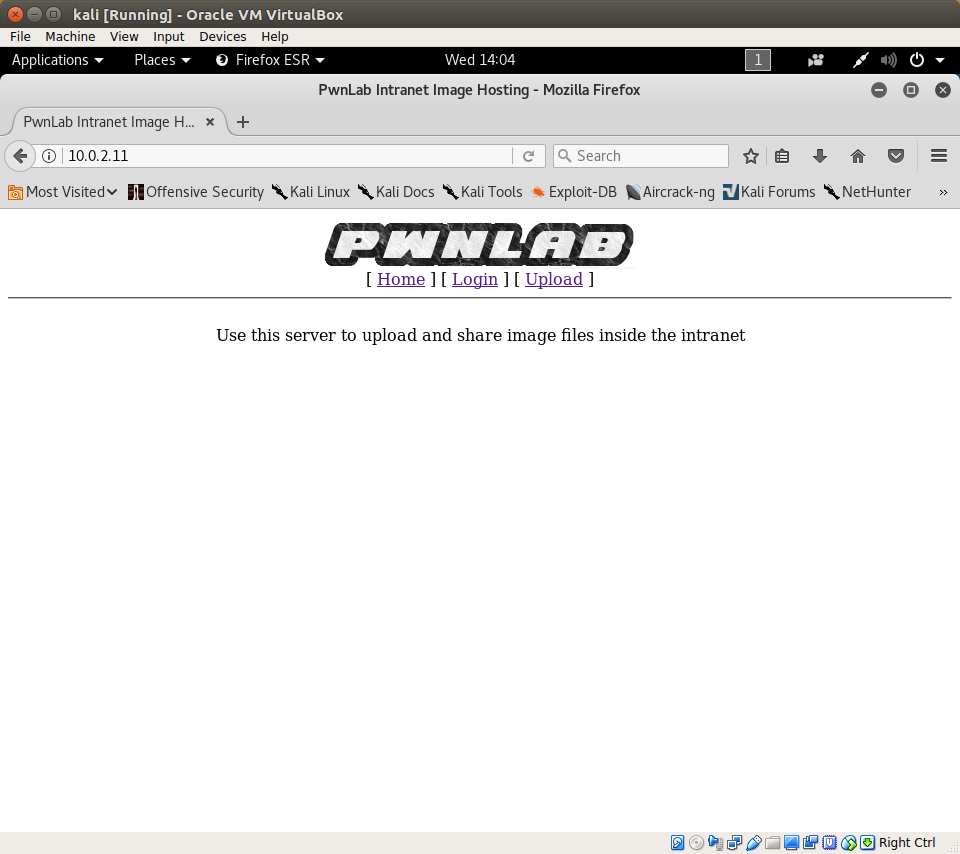 kali [Running] - Oracle VM VirtualBox
File Machine View Input Devices Help
Applications Places Firefox ESR Wed 14:04 1
PwnLab Intranet Image Hosting - Mozilla Firefox
PwnLab Intranet Image H...
10.0.2.11 Search
Most Visited Offensive Security Kali Linux Kali Docs Kali Tools Exploit-DB Aircrack-ng Kali Forums NetHunter »
PWNLAB
[ Home ] [ Login ] [ Upload ]
Use this server to upload and share image files inside the intranet
Right Ctrl